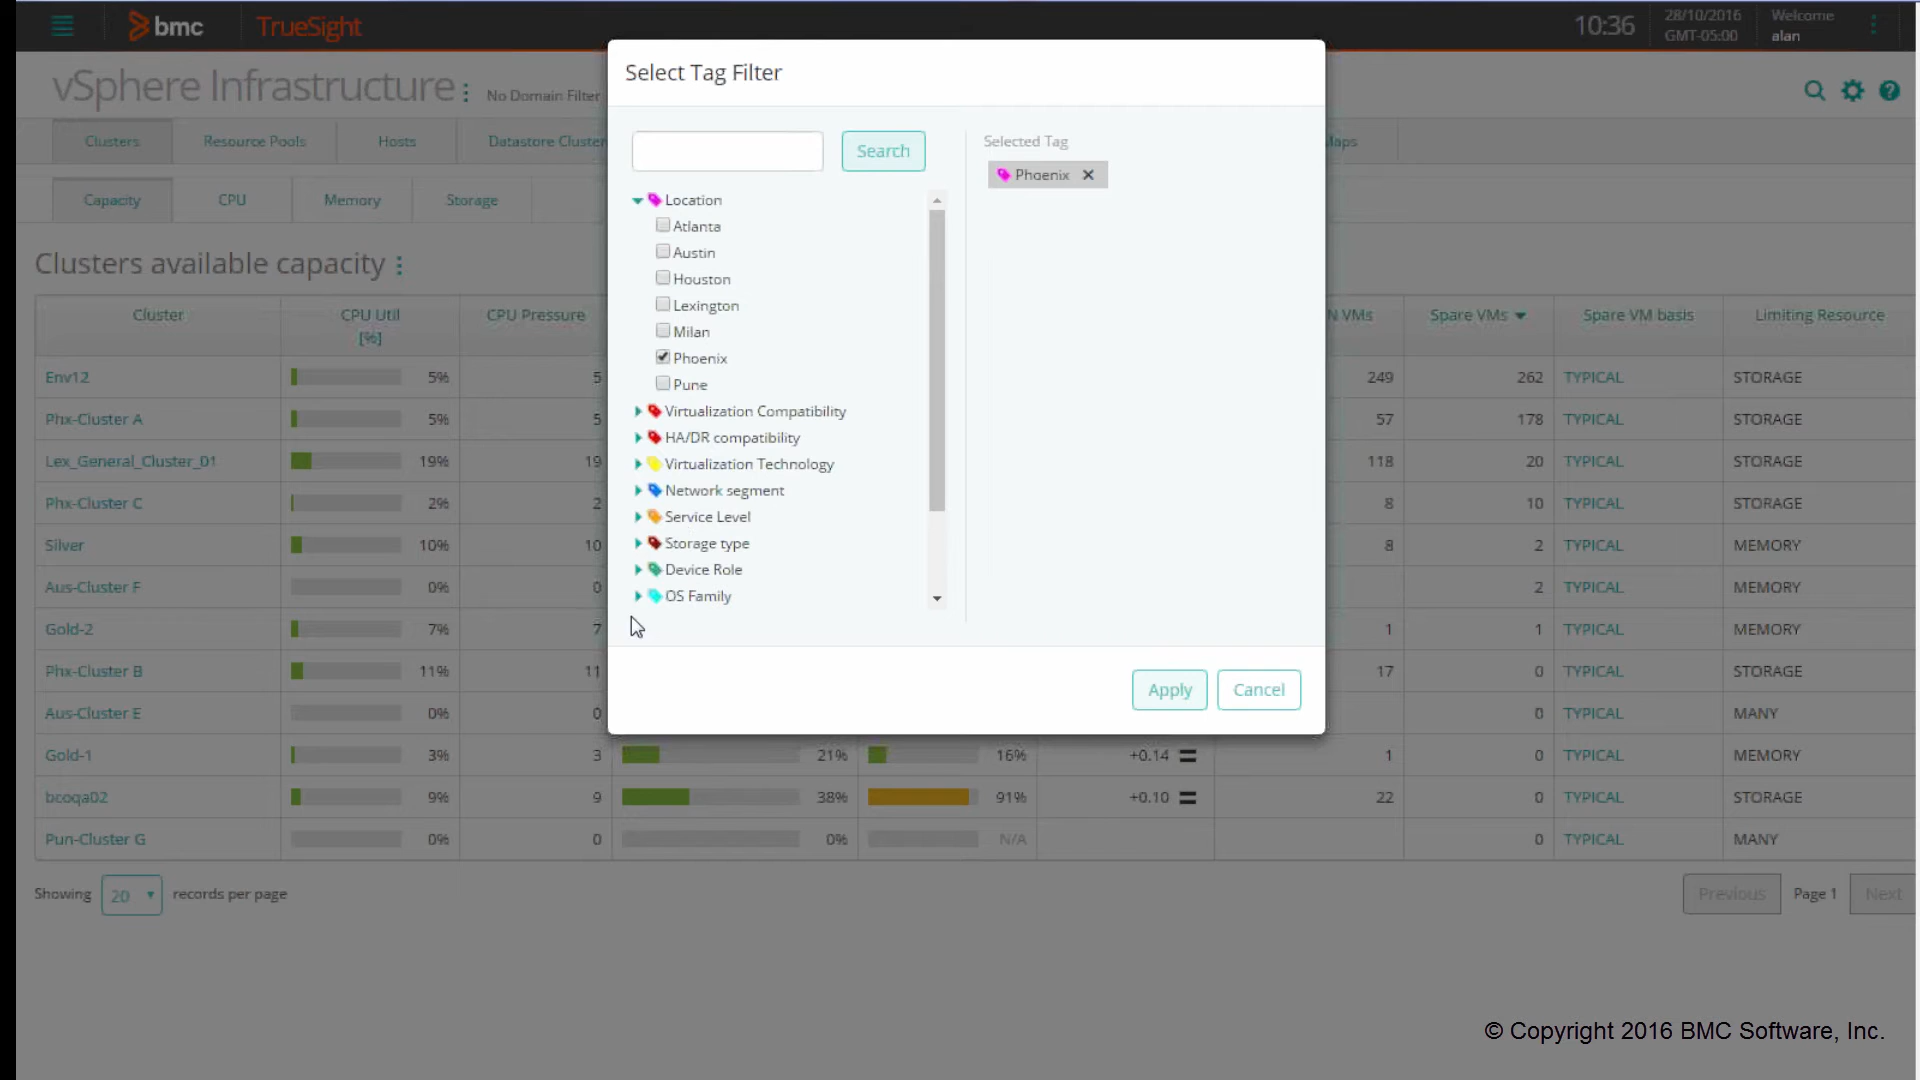 bmc TrueSight 10:36 28/10/2016 Welcome
GMT-05:00 alan
vSphere Infrastructure No Domain Filter
Select Tag Filter
Clusters Resource Pools Hosts Datastore Cluster
Search
Selected Tag
Phoenix
Capacity CPU Memory Storage
Location
Atlanta
Austin
Houston
Lexington
Milan
Phoenix
Pune
Virtualization Compatibility
HA/DR compatibility
Virtualization Technology
Network segment
Service Level
Storage type
Device Role
OS Family
Apply Cancel
Clusters available capacity
Cluster CPU Util CPU Pressure N VMs Spare VMs Spare VM basis Limiting Resource
[%]
Env12 5% 5 249 262 TYPICAL STORAGE
Phx-Cluster A 5% 5 57 178 TYPICAL STORAGE
Lex_General_Cluster_01 19% 19 118 20 TYPICAL STORAGE
Phx-Cluster C 2% 2 8 10 TYPICAL STORAGE
Silver 10% 10 8 2 TYPICAL MEMORY
Aus-Cluster F 0% 0 2 TYPICAL MEMORY
Gold-2 7% 7 1 1 TYPICAL MEMORY
Phx-Cluster B 11% 11 17 0 TYPICAL STORAGE
Aus-Cluster E 0% 0 0 TYPICAL MANY
Gold-1 3% 3 21% 16% +0.14 1 0 TYPICAL MEMORY
bcoqa02 9% 9 38% 91% +0.10 22 0 TYPICAL STORAGE
Pun-Cluster G 0% 0 0% N/A 0 TYPICAL MANY
Showing 20 records per page Previous Page 1 Next
© Copyright 2016 BMC Software, Inc.